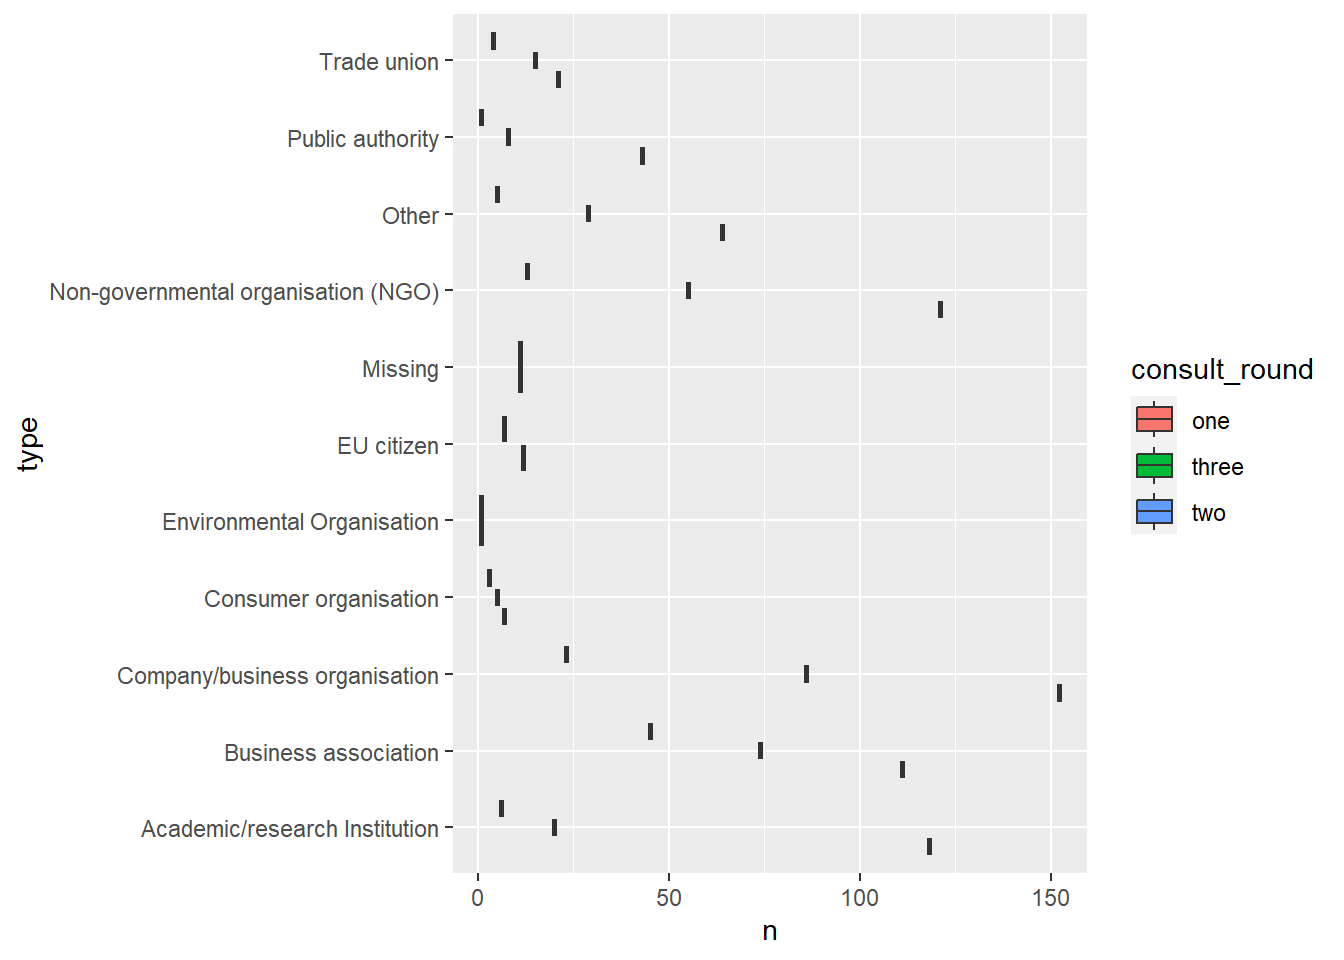 Trade union
Public authority
Other
Non-governmental organisation (NGO)
Missing
EU citizen
Environmental Organisation
Consumer organisation
Company/business organisation
Business association
Academic/research Institution
type
0 50 100 150
n
consult_round
one
three
two